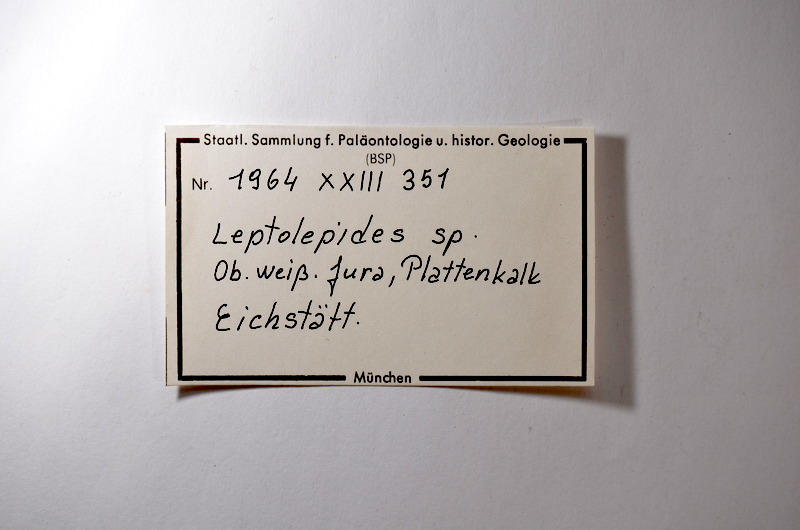 Staatl. Sammlung f. Paläontologie u. histor. Geologie
(BSP)
Nr. 1964 XXIII 351
Leptolepides sp.
Ob. weiß. Jura, Plattenkalk
Eichstätt.
München